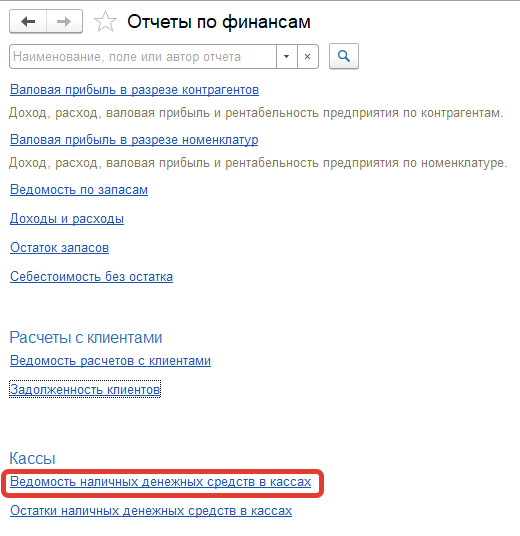 Отчеты по финансам
Наименование, поле или автор отчета
Валовая прибыль в разрезе контрагентов
Доход, расход, валовая прибыль и рентабельность предприятия по контрагентам.
Валовая прибыль в разрезе номенклатур
Доход, расход, валовая прибыль и рентабельность предприятия по номенклатуре.
Ведомость по запасам
Доходы и расходы
Остаток запасов
Себестоимость без остатка
Расчеты с клиентами
Ведомость расчетов с клиентами
Задолженность клиентов
Кассы
Ведомость наличных денежных средств в кассах
Остатки наличных денежных средств в кассах